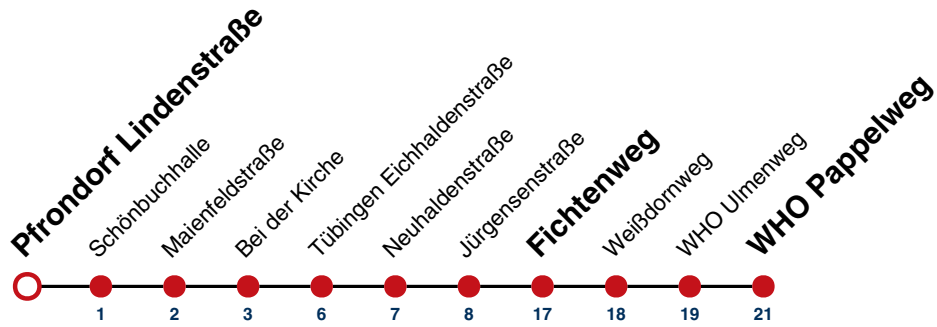 Pfrondorf Lindenstraße
Schönbuchhalle
Maienfeldstraße
Bei der Kirche
Tübingen Eichhaldenstraße
Neuhaldenstraße
Jürgensenstraße
Fichtenweg
Weißdornweg
WHO Ulmenweg
WHO Pappelweg
1 2 3 6 7 8 17 18 19 21